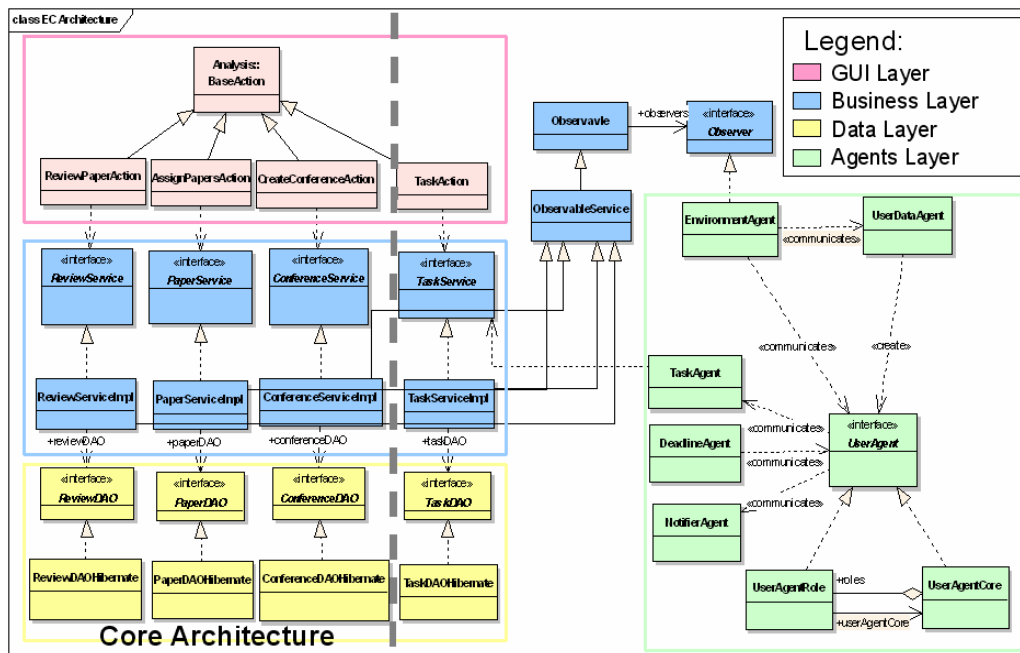 class EC Architecture
Legend:
GUI Layer
Business Layer
Data Layer
Agents Layer
Analysis::
BaseAction
ReviewPaperAction
AssignPapersAction
CreateConferenceAction
TaskAction
Observavle
+observers
«interface»
Observer
ObservableService
EnvironmentAgent
«communicates»
UserDataAgent
«interface»
ReviewService
«interface»
PaperService
«interface»
ConferenceService
«interface»
TaskService
«communicates»
«create»
ReviewServiceImpl
PaperServiceImpl
ConferenceServiceImpl
TaskServiceImpl
+reviewDAO
+paperDAO
+conferenceDAO
+taskDAO
TaskAgent
«communicates»
DeadlineAgent
«communicates»
«interface»
UserAgent
«communicates»
NotifierAgent
«interface»
ReviewDAO
«interface»
PaperDAO
«interface»
ConferenceDAO
«interface»
TaskDAO
ReviewDAOHibernate
PaperDAOHibernate
ConferenceDAOHibernate
TaskDAOHibernate
UserAgentRole
+roles
UserAgentCore
+userAgentCore
Core Architecture